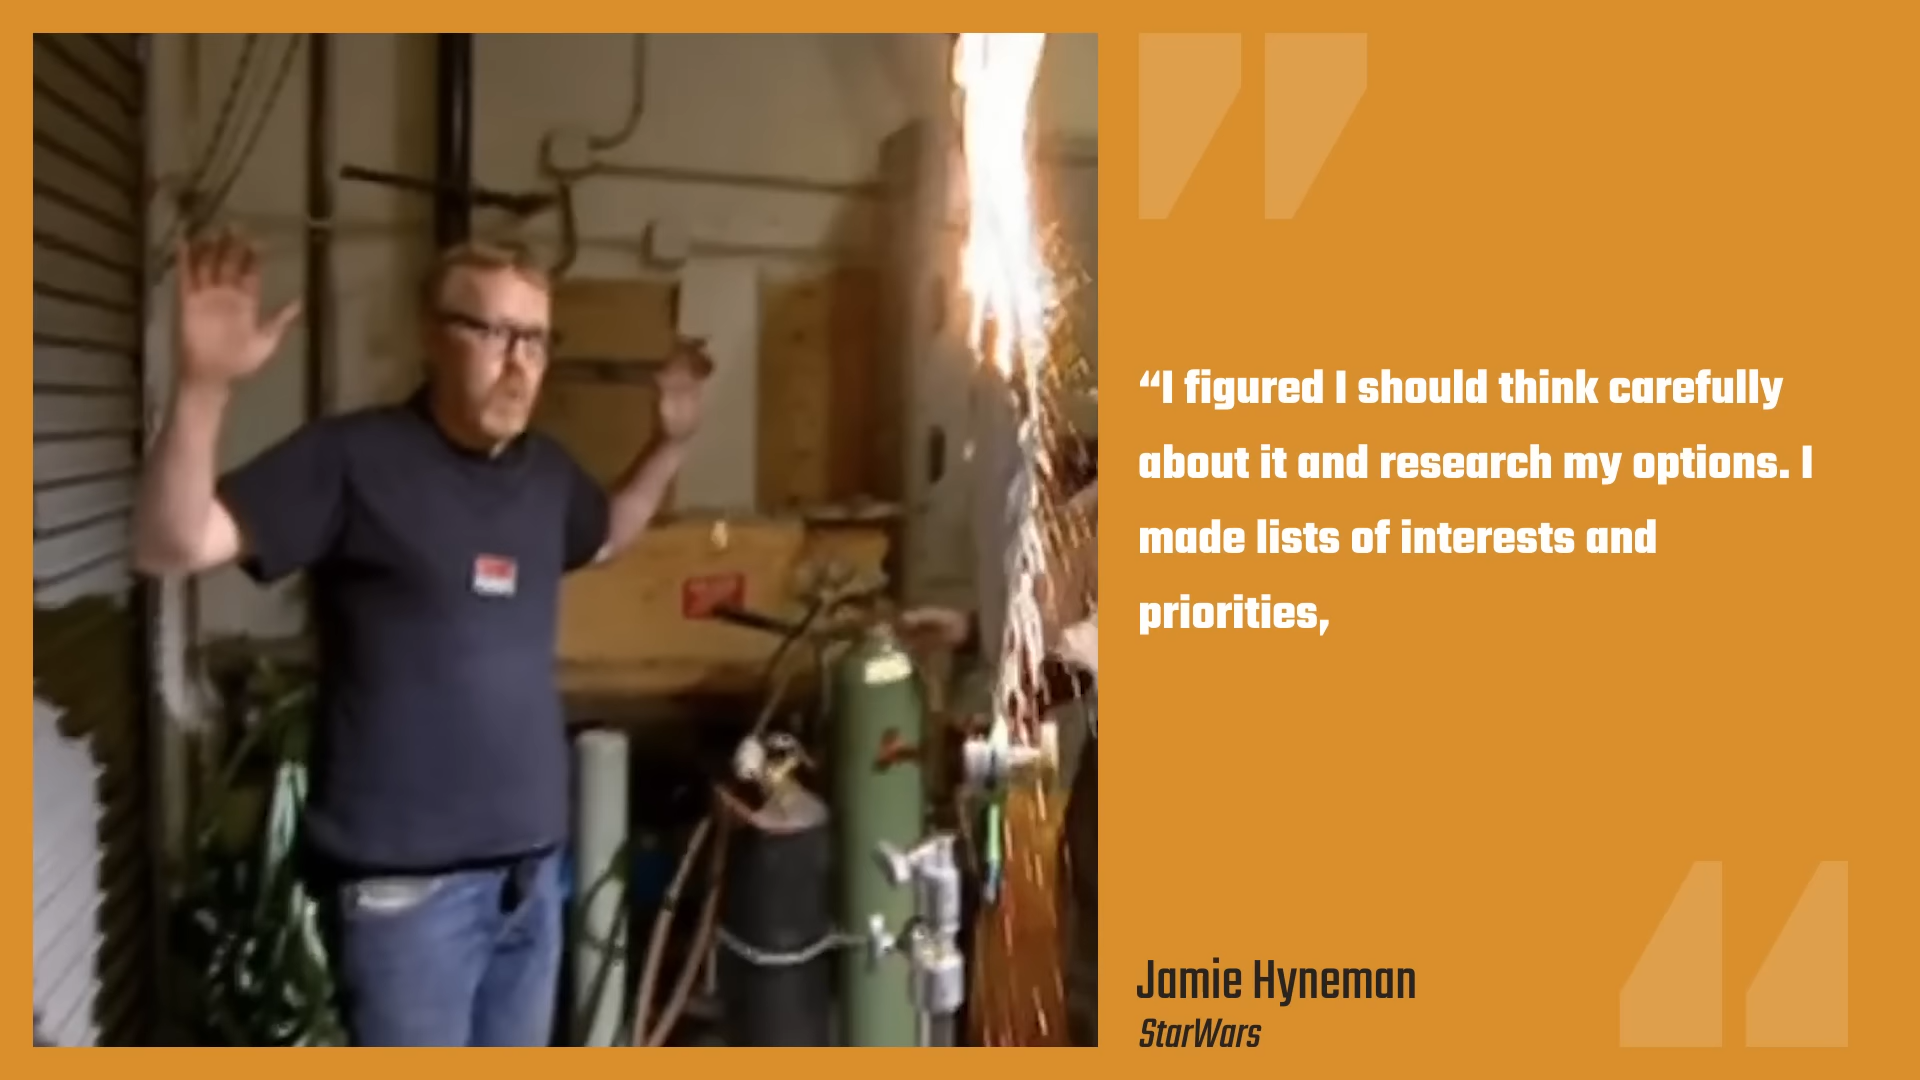 “I figured I should think carefully
about it and research my options. I
made lists of interests and
priorities,
Jamie Hyneman
StarWars